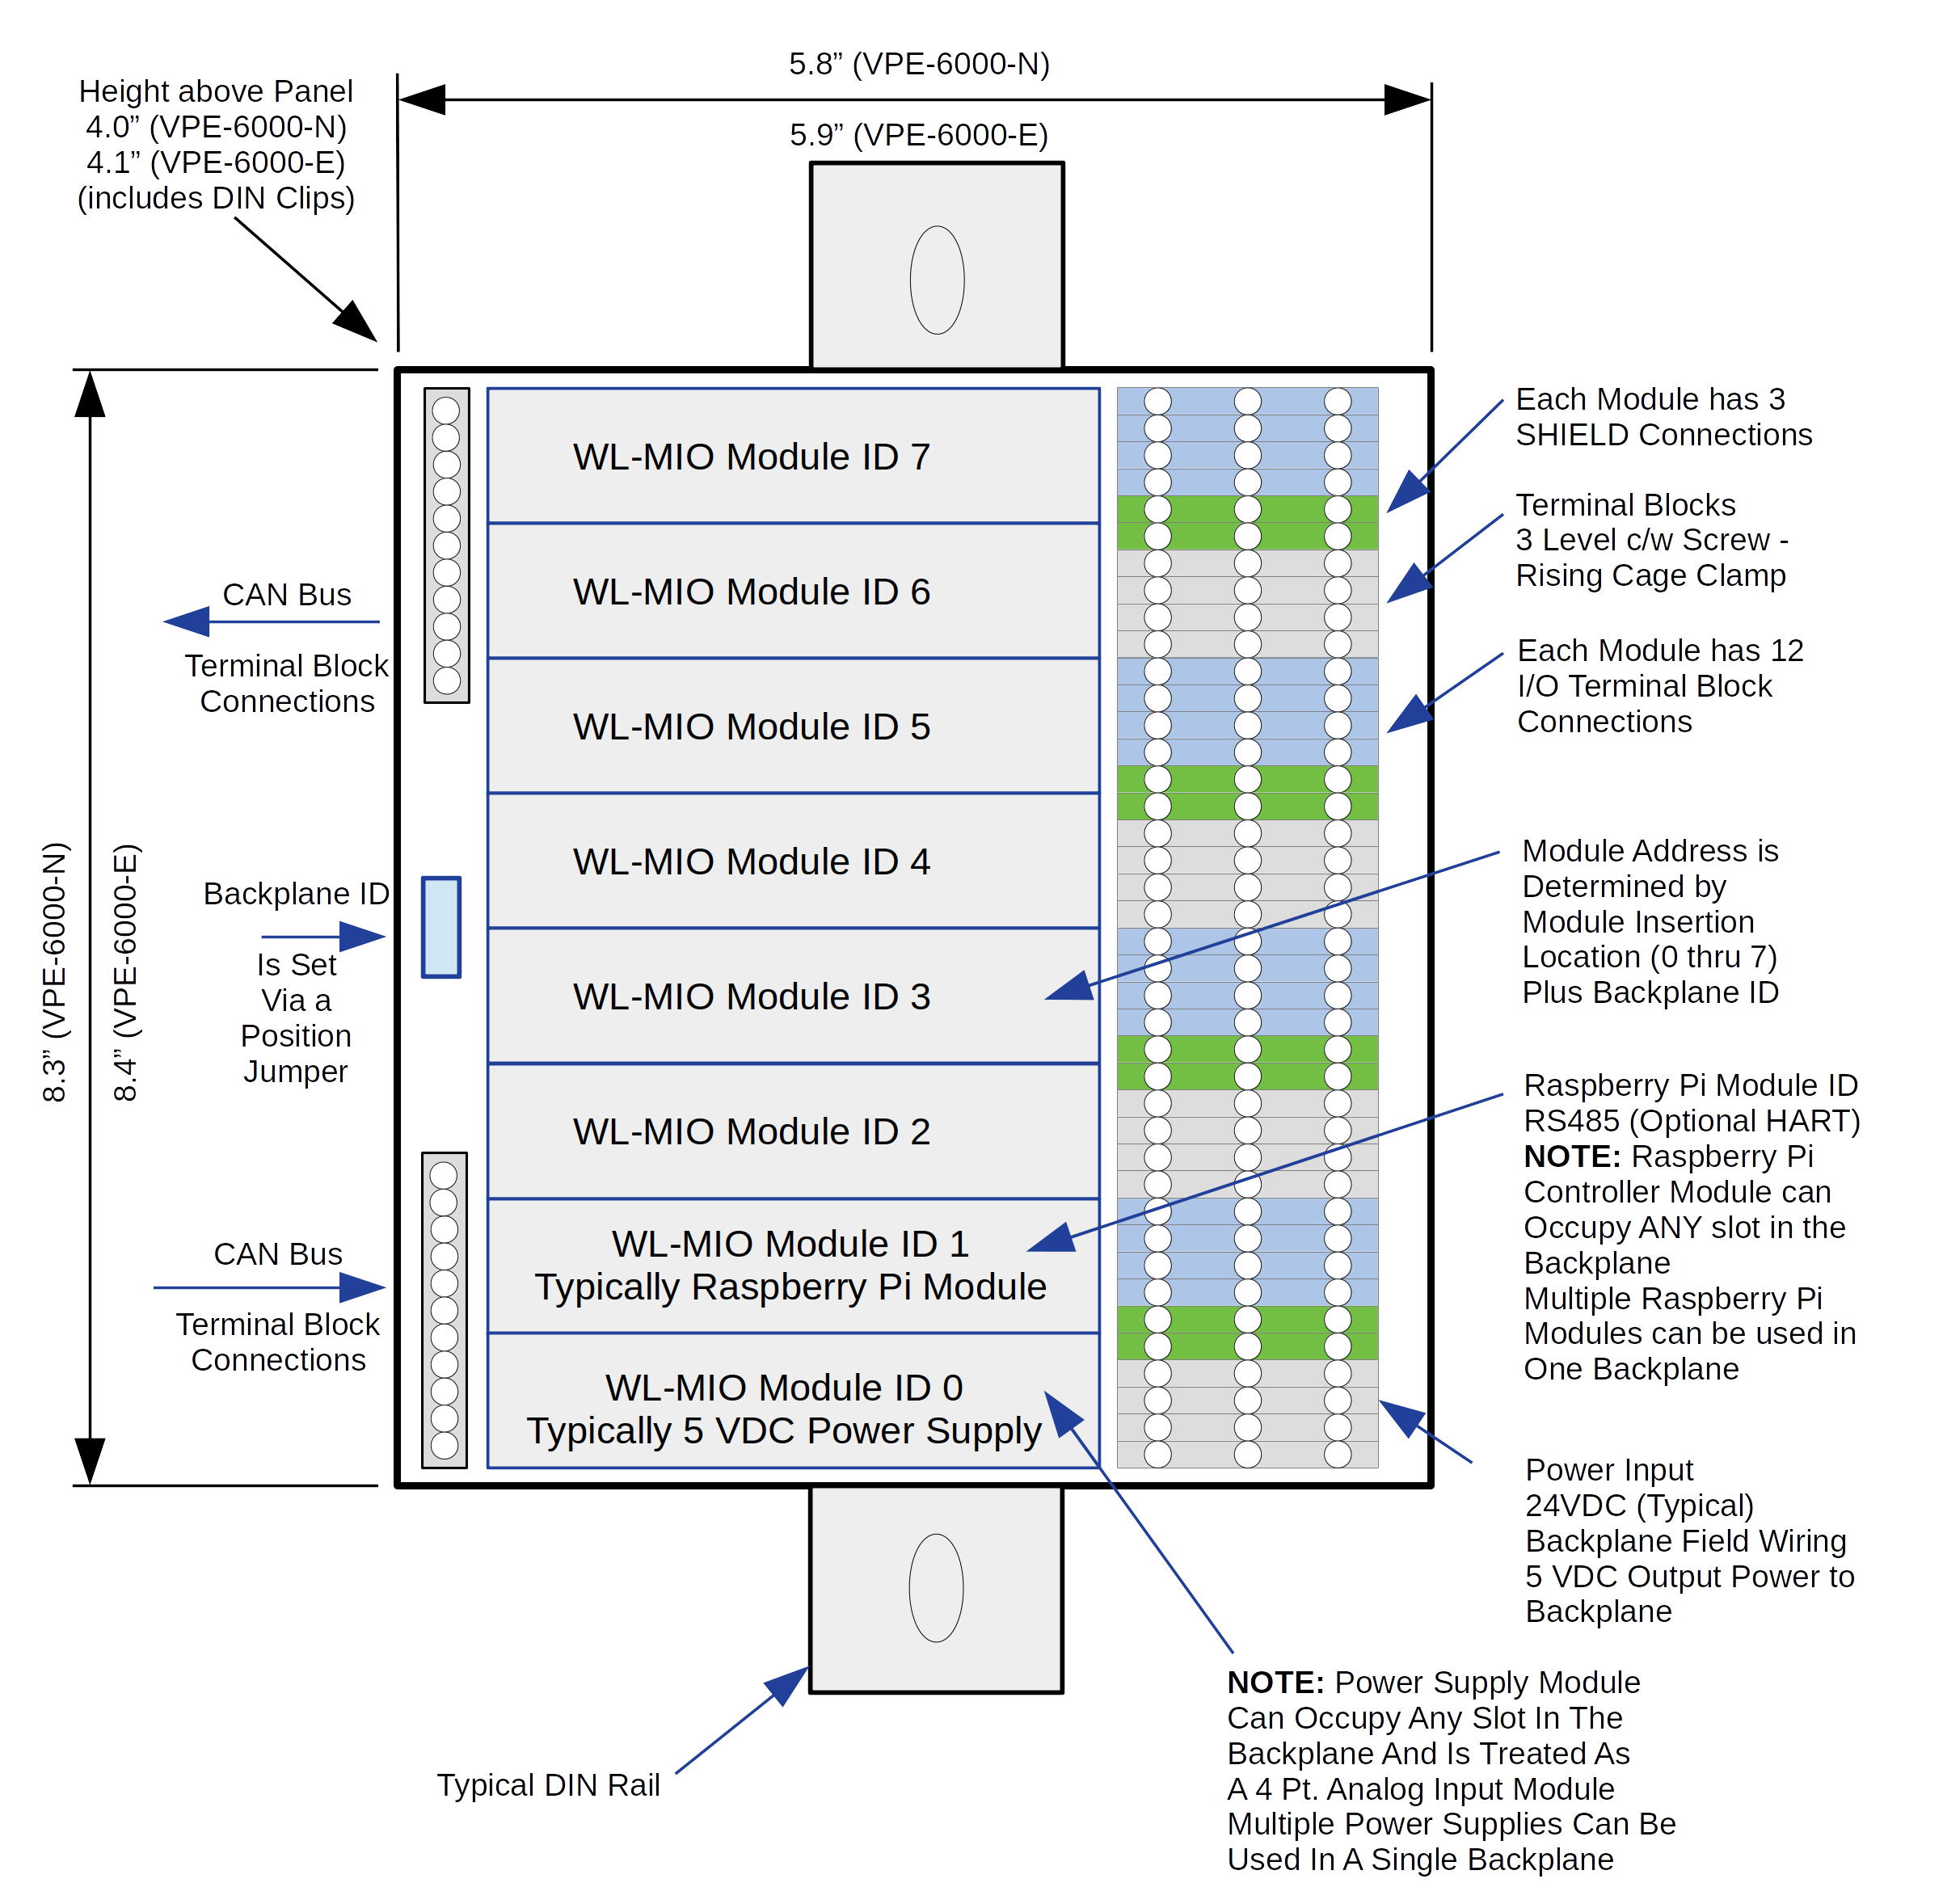 5.8” (VPE-6000-N)
5.9” (VPE-6000-E)
Height above Panel
4.0” (VPE-6000-N)
4.1” (VPE-6000-E)
(includes DIN Clips)
8.3” (VPE-6000-N)
8.4” (VPE-6000-E)
CAN Bus
Terminal Block
Connections
Backplane ID
Is Set
Via a
Position
Jumper
CAN Bus
Terminal Block
Connections
WL-MIO Module ID 7
WL-MIO Module ID 6
WL-MIO Module ID 5
WL-MIO Module ID 4
WL-MIO Module ID 3
WL-MIO Module ID 2
WL-MIO Module ID 1
Typically Raspberry Pi Module
WL-MIO Module ID 0
Typically 5 VDC Power Supply
Each Module has 3
SHIELD Connections
Terminal Blocks
3 Level c/w Screw -
Rising Cage Clamp
Each Module has 12
I/O Terminal Block
Connections
Module Address is
Determined by
Module Insertion
Location (0 thru 7)
Plus Backplane ID
Raspberry Pi Module ID
RS485 (Optional HART)
NOTE: Raspberry Pi
Controller Module can
Occupy ANY slot in the
Backplane
Multiple Raspberry Pi
Modules can be used in
One Backplane
Power Input
24VDC (Typical)
Backplane Field Wiring
5 VDC Output Power to
Backplane
NOTE: Power Supply Module
Can Occupy Any Slot In The
Backplane And Is Treated As
A 4 Pt. Analog Input Module
Multiple Power Supplies Can Be
Used In A Single Backplane
Typical DIN Rail